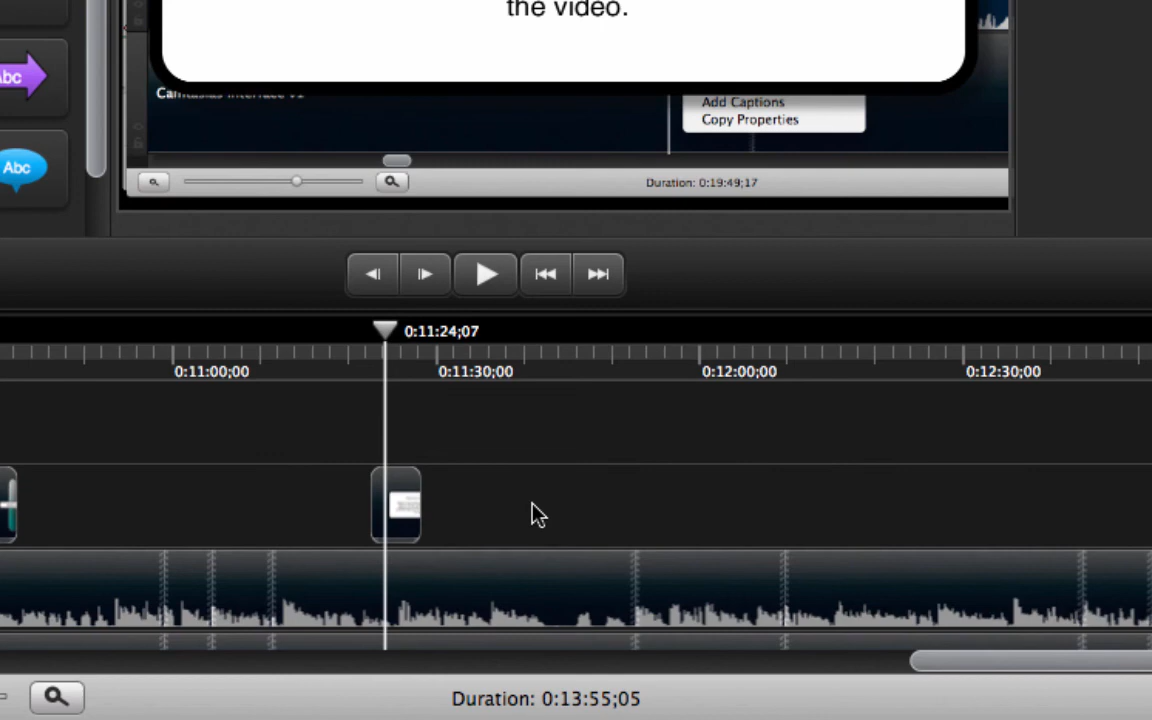 the video.
Abc
Add Captions
Copy Properties
Abc
Duration: 0:19:49;17
0:11:24;07
0:11:00;00 0:11:30;00 0:12:00;00 0:12:30;00
Duration: 0:13:55;05